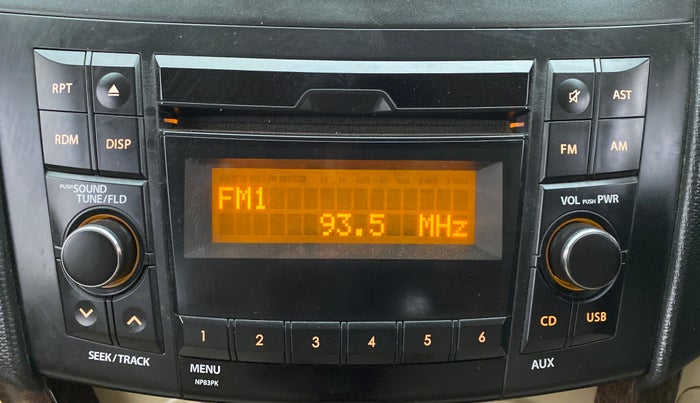 RPT
AST
RDM
DISP
FM
AM
PUSH SOUND
TUNE/FLD
VOL PUSH PWR
FM1
93.5 MHz
CD
USB
1 2 3 4 5 6
SEEK/TRACK
MENU
AUX
NP83PK